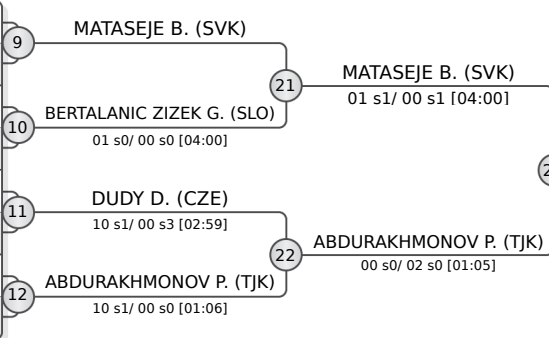 9
MATASEJE B. (SVK)
10
BERTALANIC ZIZEK G. (SLO)
01 s0/ 00 s0 [04:00]
21
MATASEJE B. (SVK)
01 s1/ 00 s1 [04:00]
11
DUDY D. (CZE)
10 s1/ 00 s3 [02:59]
12
ABDURAKHMONOV P. (TJK)
10 s1/ 00 s0 [01:06]
22
ABDURAKHMONOV P. (TJK)
00 s0/ 02 s0 [01:05]